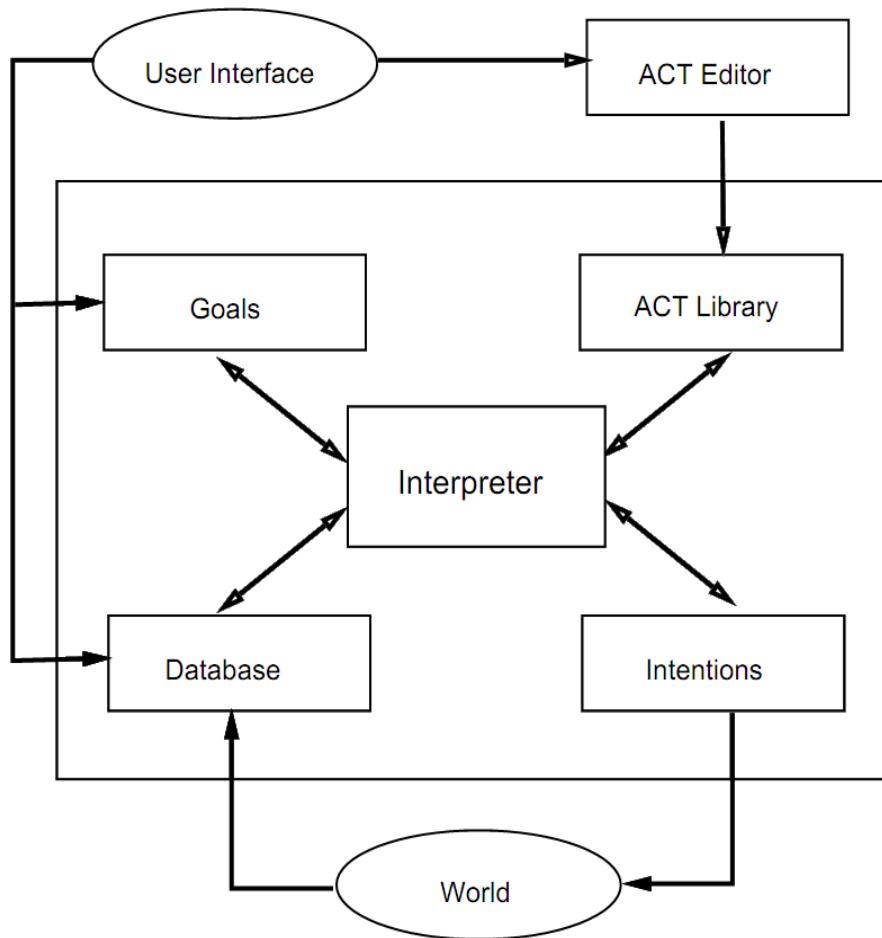 User Interface
ACT Editor
Goals
ACT Library
Interpreter
Database
Intentions
World